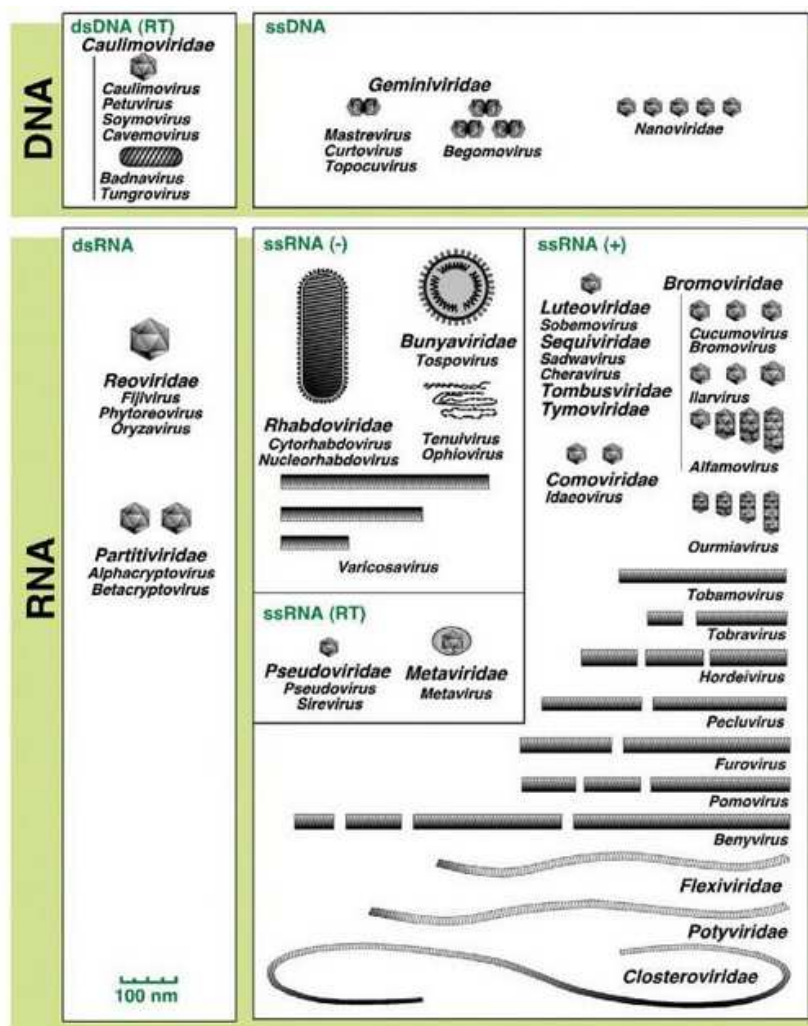 DNA
dsDNA (RT)
Caulimoviridae
Caulimovirus
Petuvirus
Soymovirus
Cavemovirus
Badnavirus
Tungrovirus
ssDNA
Geminiviridae
Mastrevirus
Curtovirus
Topocuvirus
Begomovirus
Nanoviridae
RNA
dsRNA
Reoviridae
Fijivirus
Phytoreovirus
Oryzavirus
Partitiviridae
Alphacryptovirus
Betacryptovirus
100 nm
ssRNA (-)
Rhabdoviridae
Cytorhabdovirus
Nucleorhabdovirus
Bunyaviridae
Tospovirus
Tenuivirus
Ophiovirus
Varicosavirus
ssRNA (RT)
Pseudoviridae
Pseudovirus
Sirevirus
Metaviridae
Metavirus
ssRNA (+)
Luteoviridae
Sobemovirus
Sequiviridae
Sadwavirus
Cheravirus
Tombusviridae
Tymoviridae
Comoviridae
Idaeovirus
Bromoviridae
Cucumovirus
Bromovirus
Ilarvirus
Alfamovirus
Ourmiavirus
Tobamovirus
Tobravirus
Hordeivirus
Pecluvirus
Furovirus
Pomovirus
Benyvirus
Flexiviridae
Potyviridae
Closteroviridae